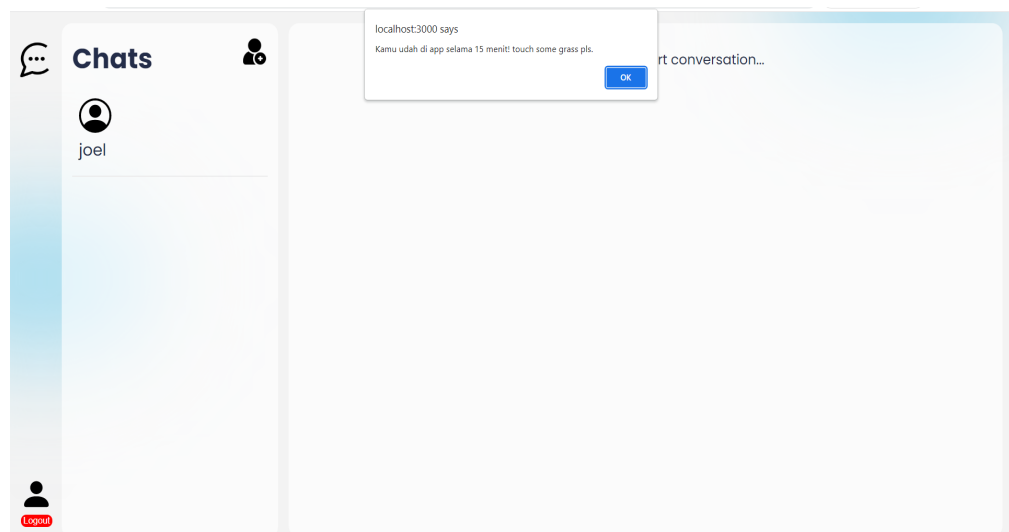 localhost:3000 says
Kamu udah di app selama 15 menit! touch some grass pls.
OK
Chats
rt conversation...
joel
Logout